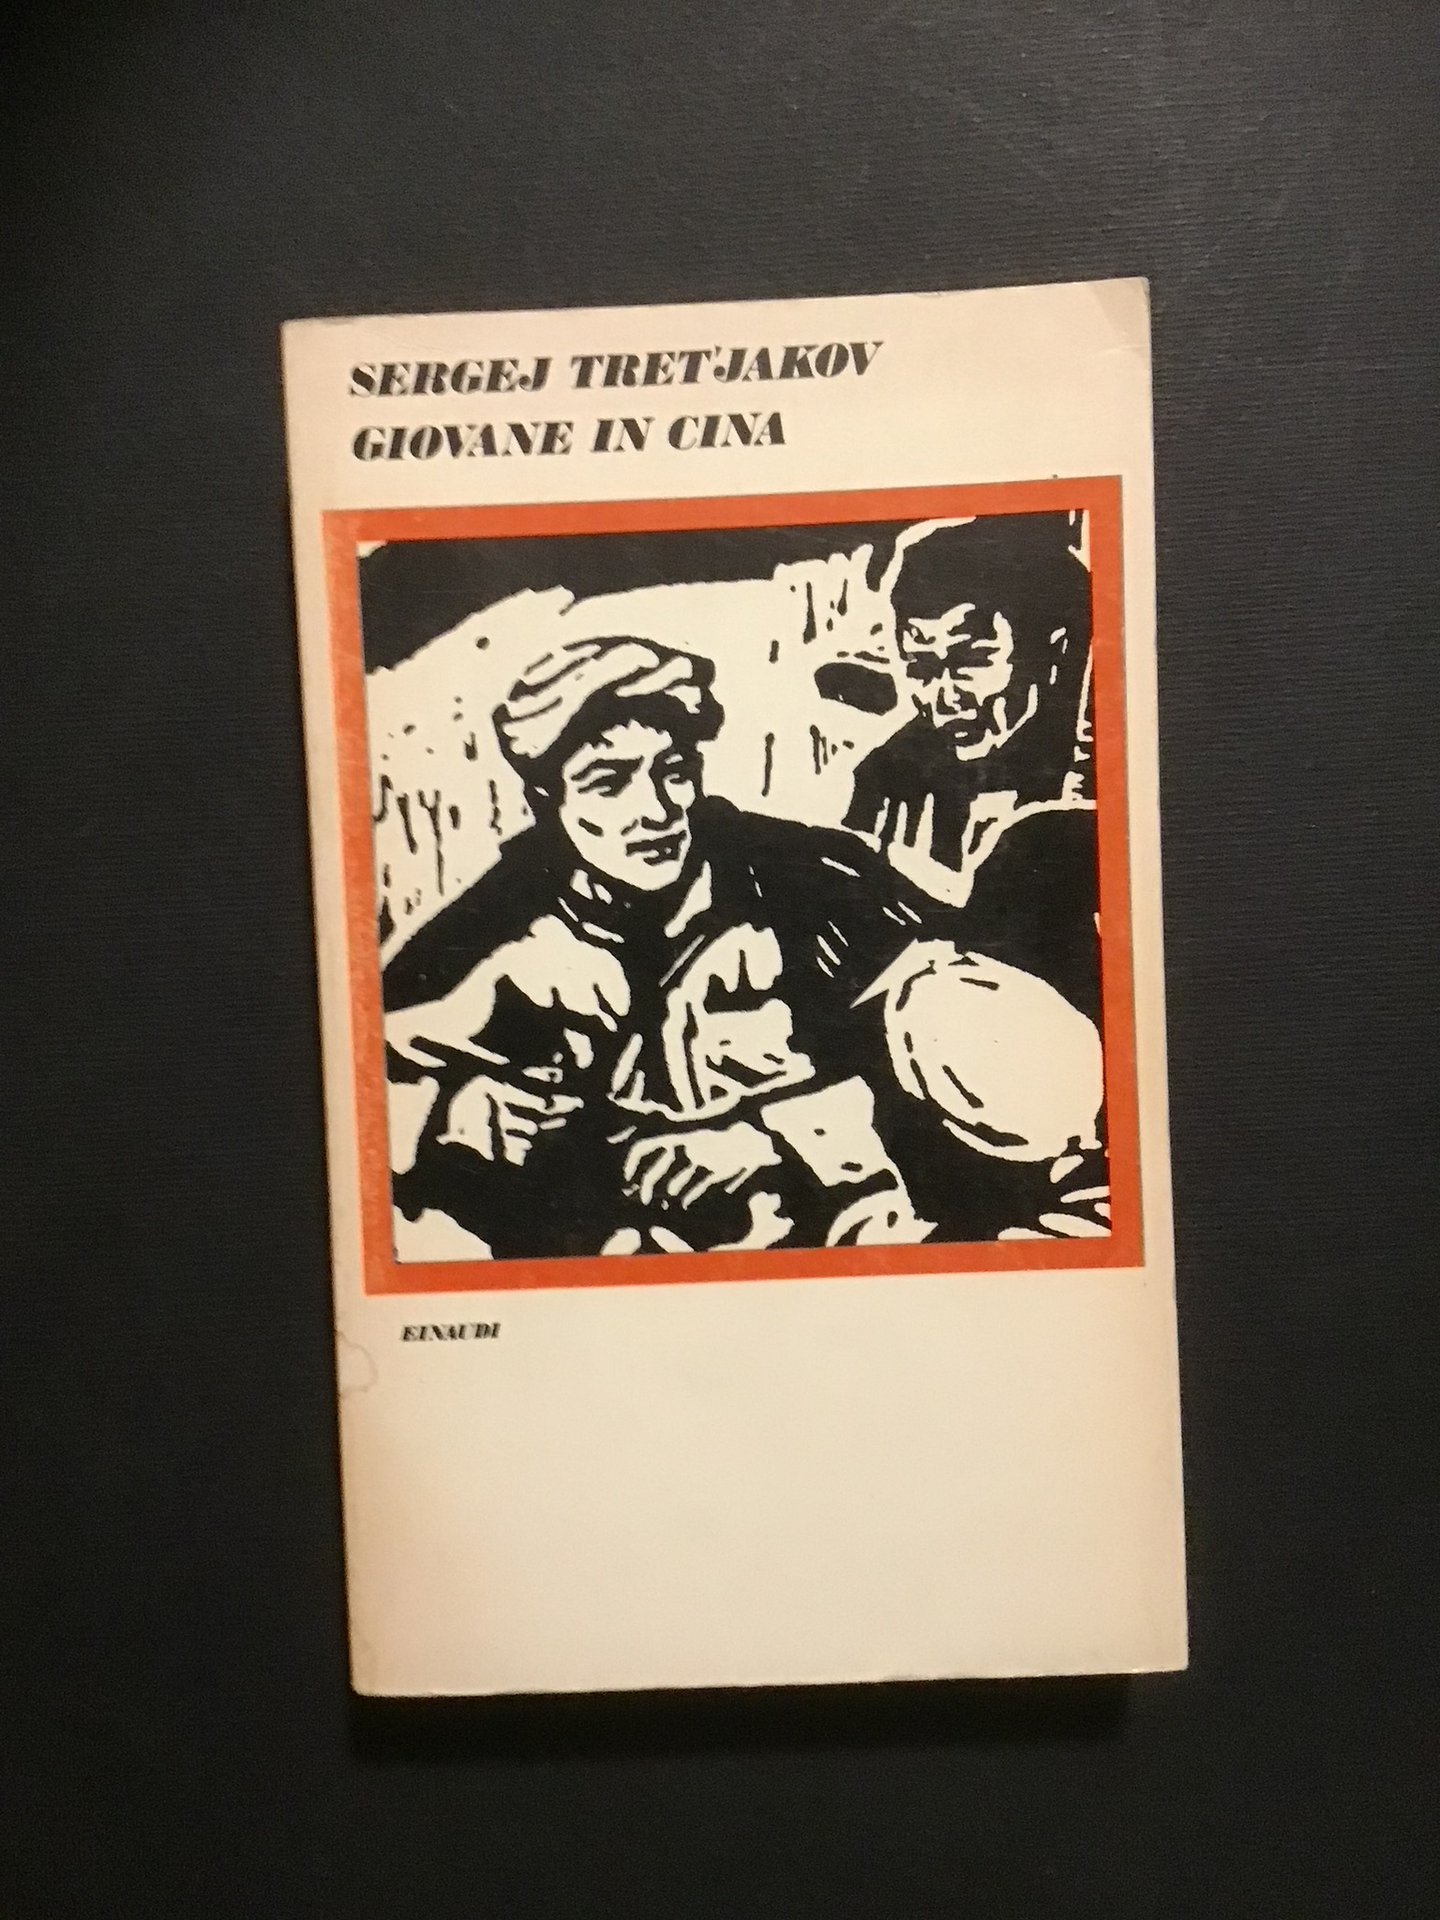 SERGEJ TRET'JAKOV
GIOVANE IN CINA
EINAUDI